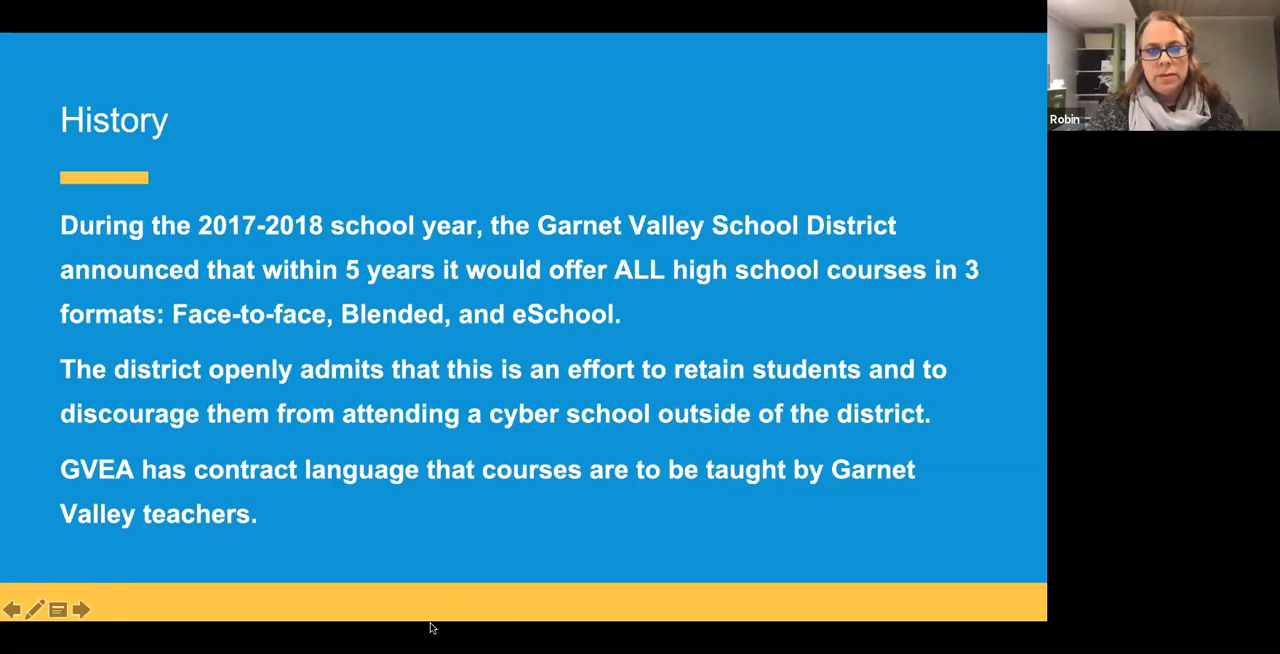 History
During the 2017-2018 school year, the Garnet Valley School District
announced that within 5 years it would offer ALL high school courses in 3
formats: Face-to-face, Blended, and eSchool.
The district openly admits that this is an effort to retain students and to
discourage them from attending a cyber school outside of the district.
GVEA has contract language that courses are to be taught by Garnet
Valley teachers.
Robin